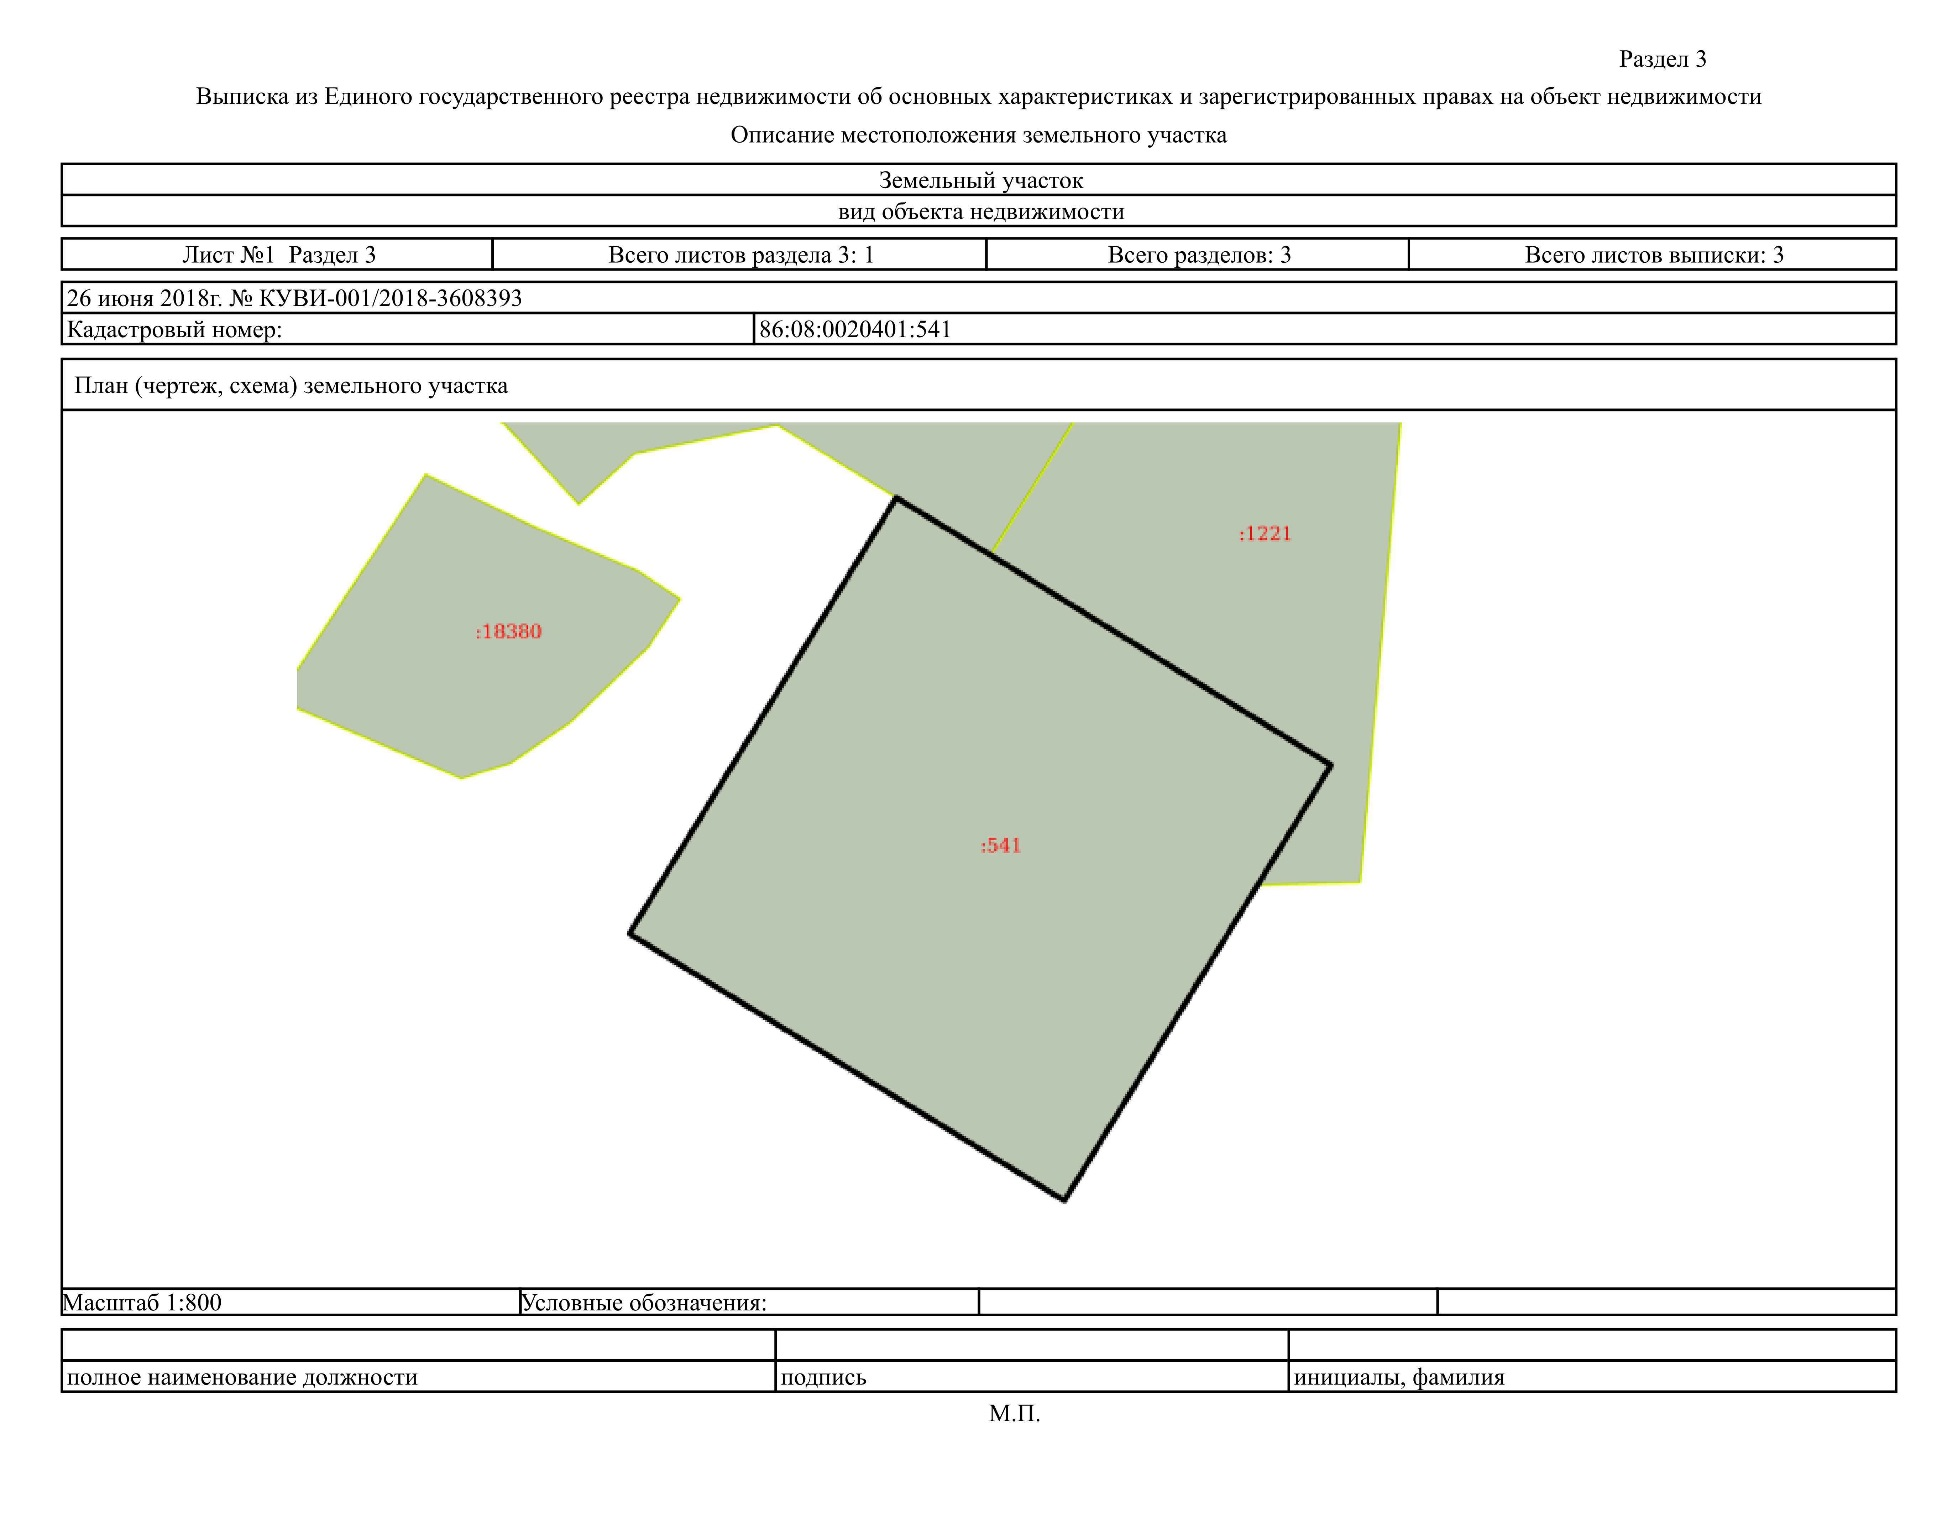 Раздел 3
Выписка из Единого государственного реестра недвижимости об основных характеристиках и зарегистрированных правах на объект недвижимости
Описание местоположения земельного участка
Земельный участок
вид объекта недвижимости
Лист №1 Раздел 3 Всего листов раздела 3: 1 Всего разделов: 3 Всего листов выписки: 3
26 июня 2018г. № КУВИ-001/2018-3608393
Кадастровый номер: 86:08:0020401:541
План (чертеж, схема) земельного участка
:1221
:18380
:541
Масштаб 1:800 Условные обозначения:
полное наименование должности подпись инициалы, фамилия
М.П.